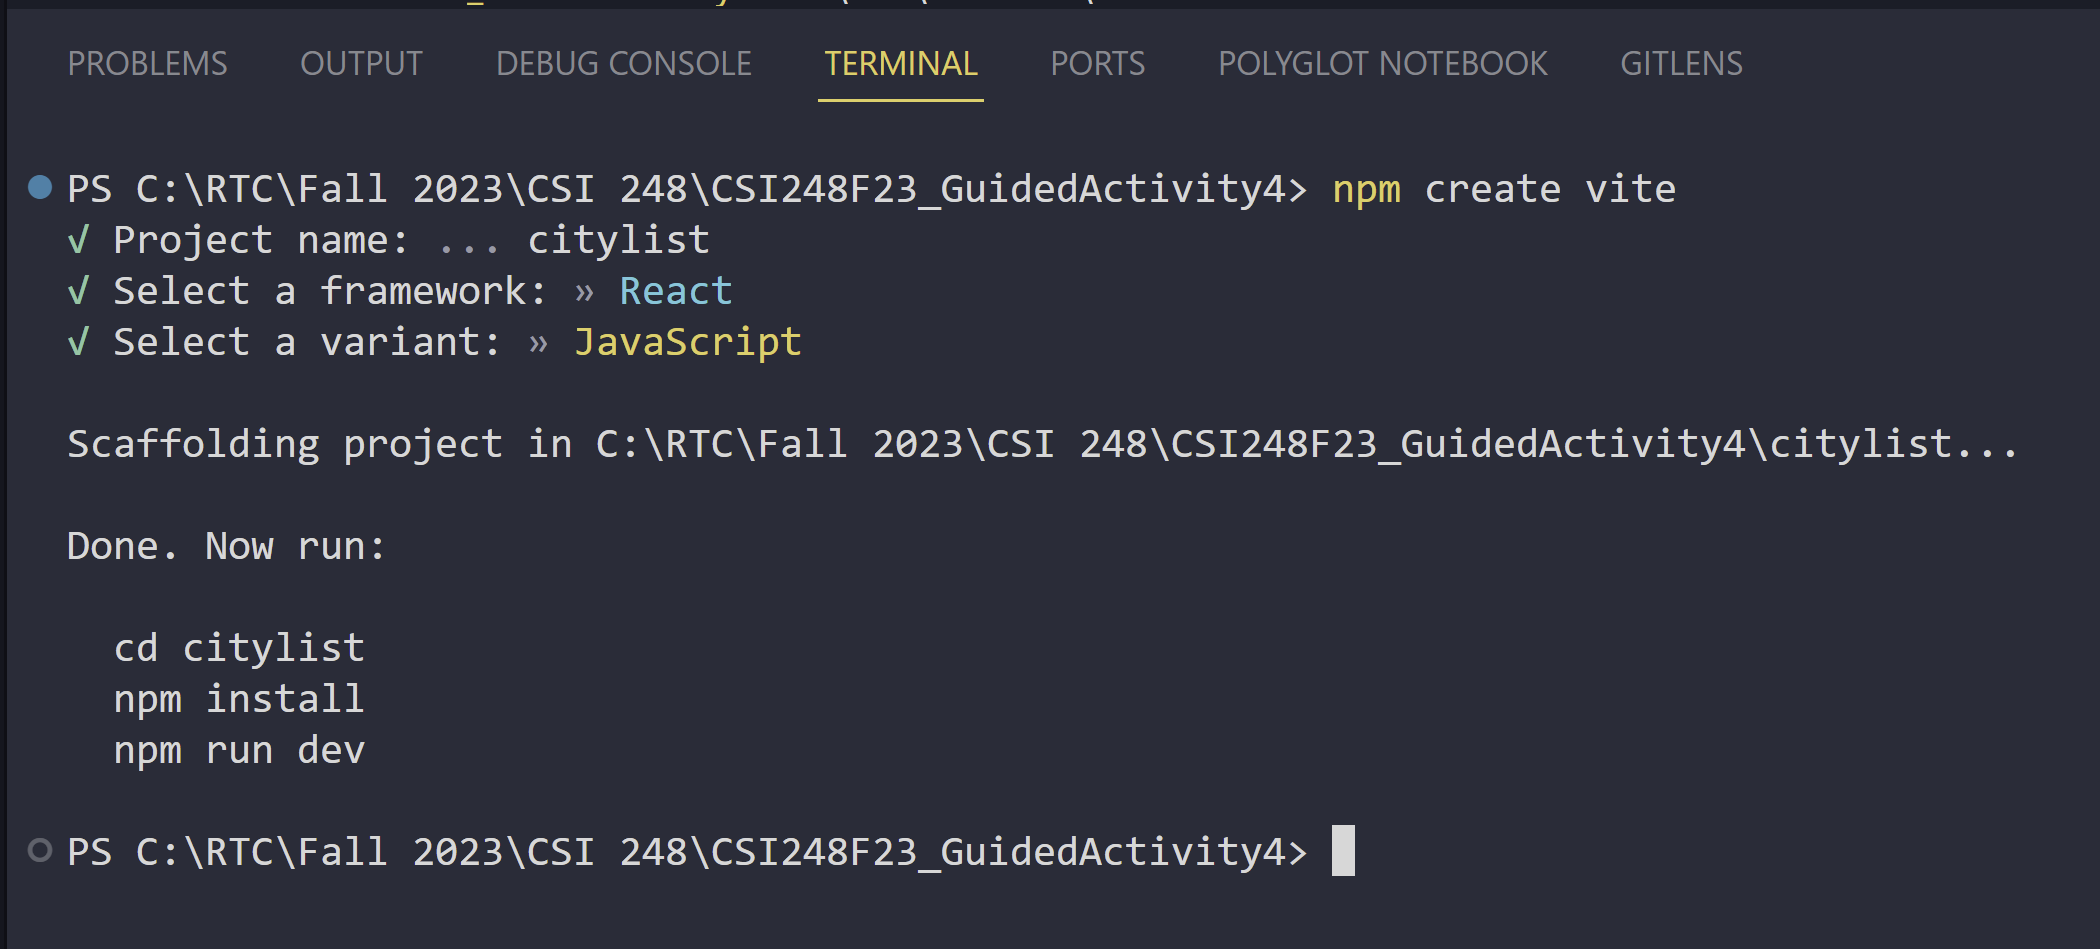 PROBLEMS OUTPUT DEBUG CONSOLE TERMINAL PORTS POLYGLOT NOTEBOOK GITLENS
PS C:\RTC\Fall 2023\CSI 248\CSI248F23_GuidedActivity4> npm create vite
√ Project name: ... citylist
√ Select a framework: » React
√ Select a variant: » JavaScript
Scaffolding project in C:\RTC\Fall 2023\CSI 248\CSI248F23_GuidedActivity4\citylist...
Done. Now run:
cd citylist
npm install
npm run dev
PS C:\RTC\Fall 2023\CSI 248\CSI248F23_GuidedActivity4>